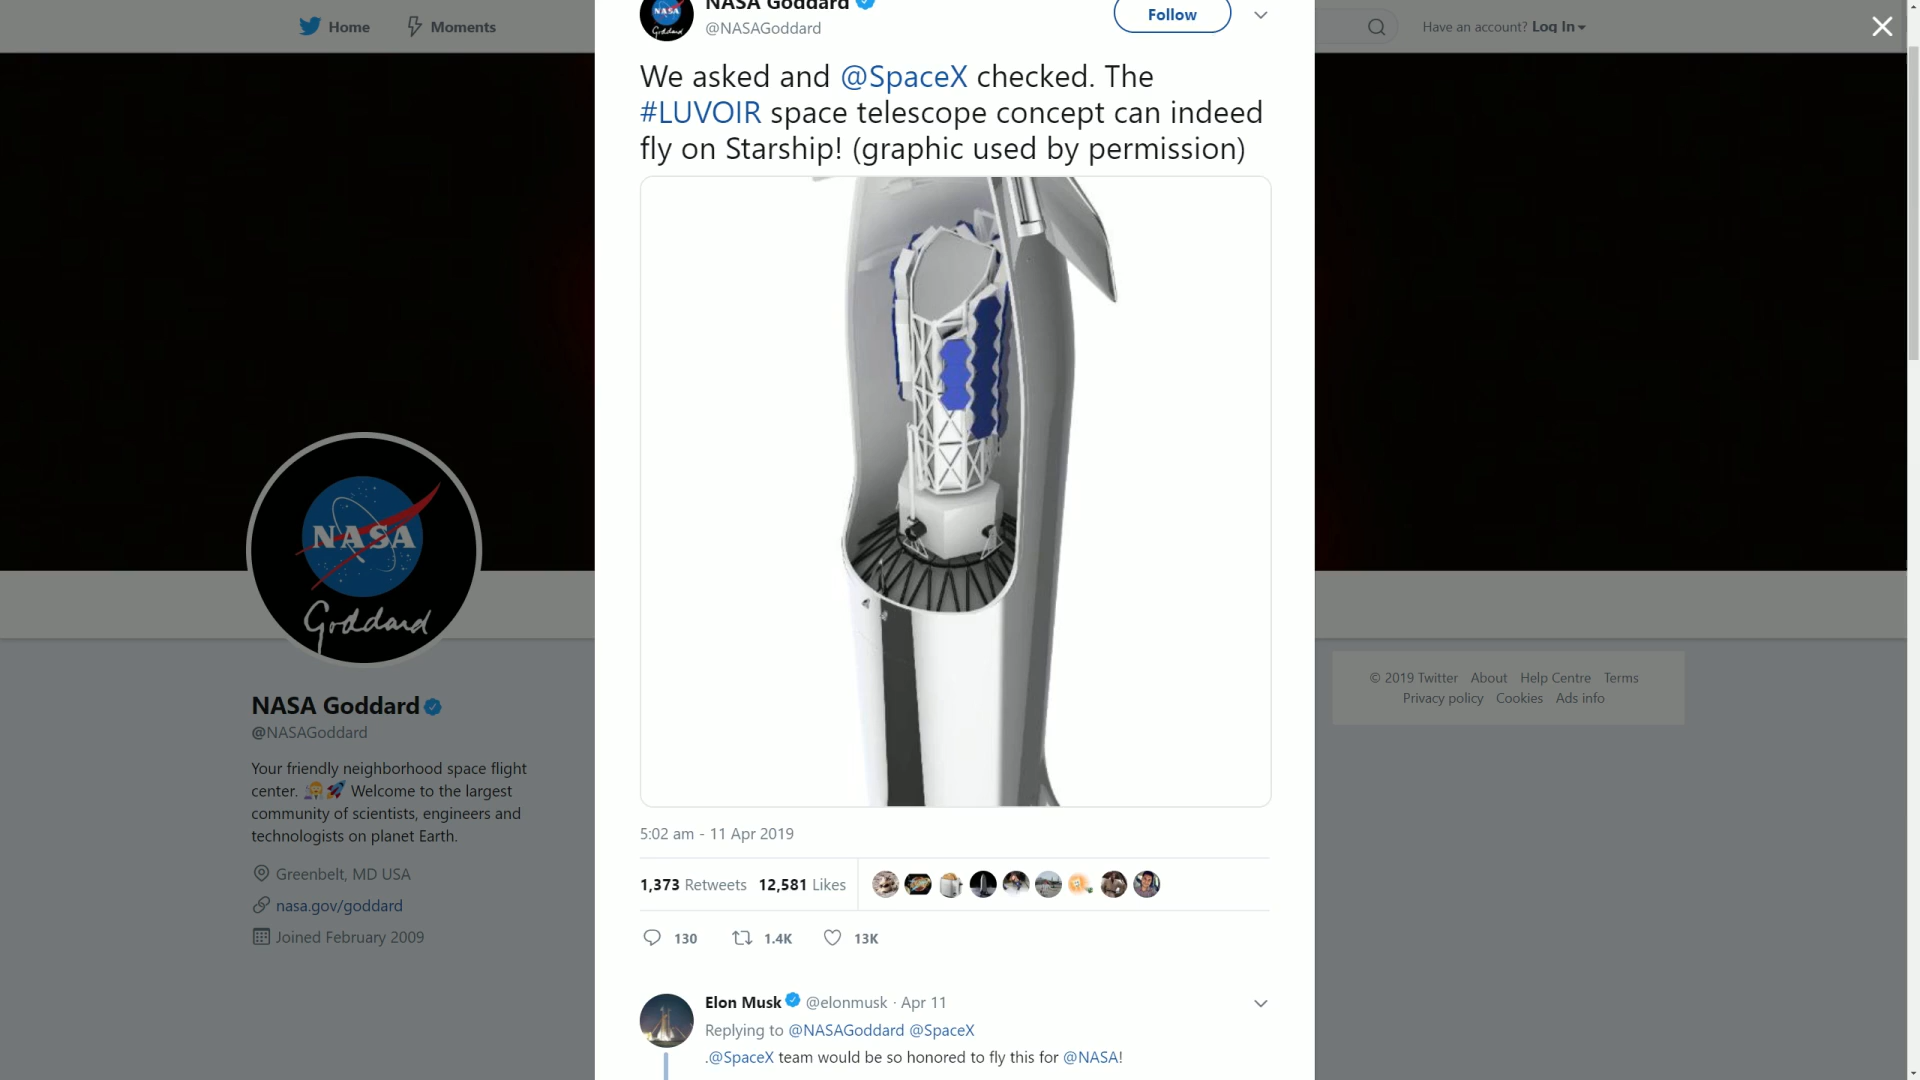 Home
Moments
Have an account? Log In
NASA Goddard
@NASAGoddard
Follow
We asked and @SpaceX checked. The
#LUVOIR space telescope concept can indeed
fly on Starship! (graphic used by permission)
5:02 am - 11 Apr 2019
1,373 Retweets 12,581 Likes
130
1.4K
13K
Elon Musk @elonmusk · Apr 11
Replying to @NASAGoddard @SpaceX
.@SpaceX team would be so honored to fly this for @NASA!
NASA
Goddard
NASA
Goddard
NASA Goddard
@NASAGoddard
Your friendly neighborhood space flight
center. 👩‍🚀🚀 Welcome to the largest
community of scientists, engineers and
technologists on planet Earth.
Greenbelt, MD USA
nasa.gov/goddard
Joined February 2009
© 2019 Twitter About Help Centre Terms
Privacy policy Cookies Ads info